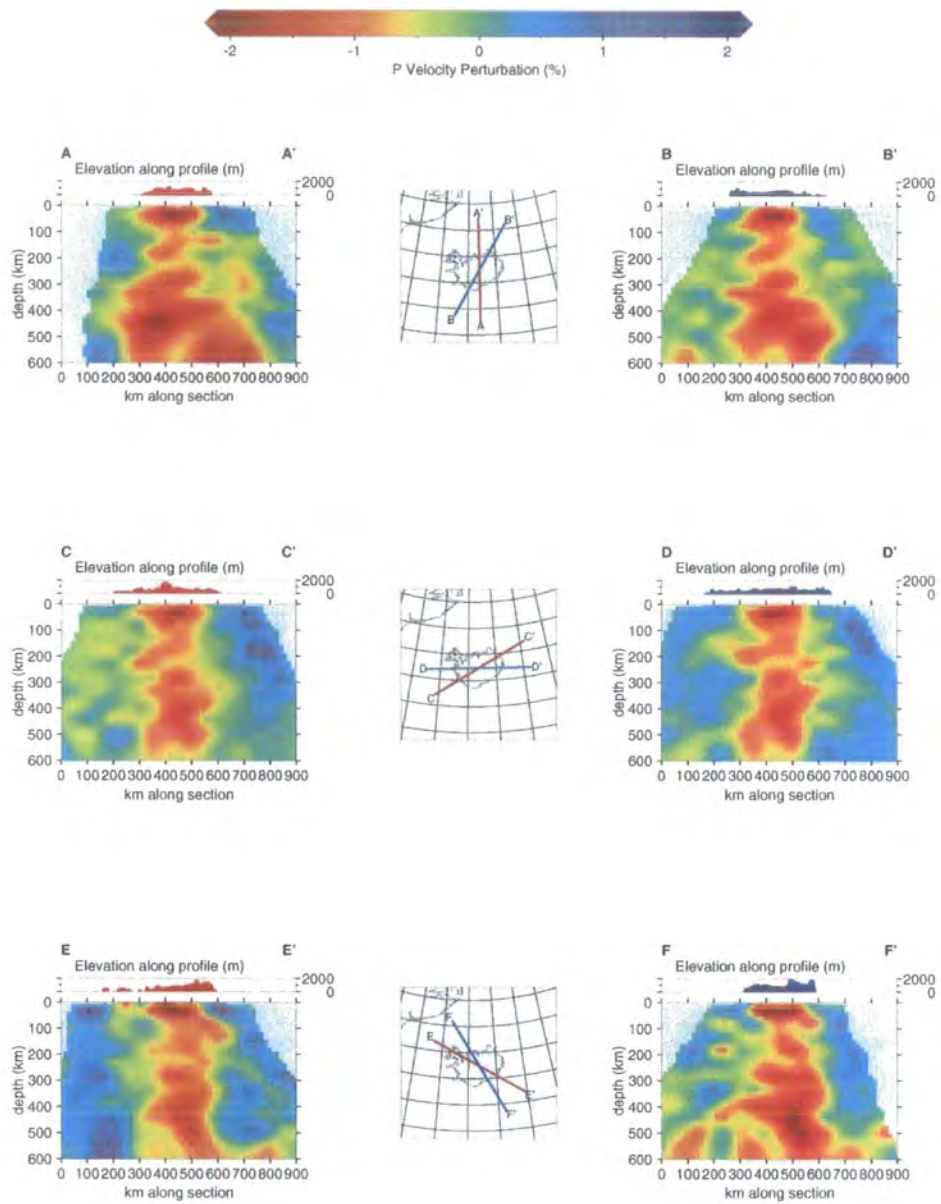 -2 -1 0 1 2
P Velocity Perturbation (%)
A A'
Elevation along profile (m)
2000
0
0
100
200
300
400
500
600
depth (km)
0 100 200 300 400 500 600 700 800 900
km along section
A'
B'
B
A
B B'
Elevation along profile (m)
2000
0
0
100
200
300
400
500
600
depth (km)
0 100 200 300 400 500 600 700 800 900
km along section
C C'
Elevation along profile (m)
2000
0
0
100
200
300
400
500
600
depth (km)
0 100 200 300 400 500 600 700 800 900
km along section
C'
D D'
C
D D'
Elevation along profile (m)
2000
0
0
100
200
300
400
500
600
depth (km)
0 100 200 300 400 500 600 700 800 900
km along section
E E'
Elevation along profile (m)
2000
0
0
100
200
300
400
500
600
depth (km)
0 100 200 300 400 500 600 700 800 900
km along section
F
E
F'
F F'
Elevation along profile (m)
2000
0
0
100
200
300
400
500
600
depth (km)
0 100 200 300 400 500 600 700 800 900
km along section